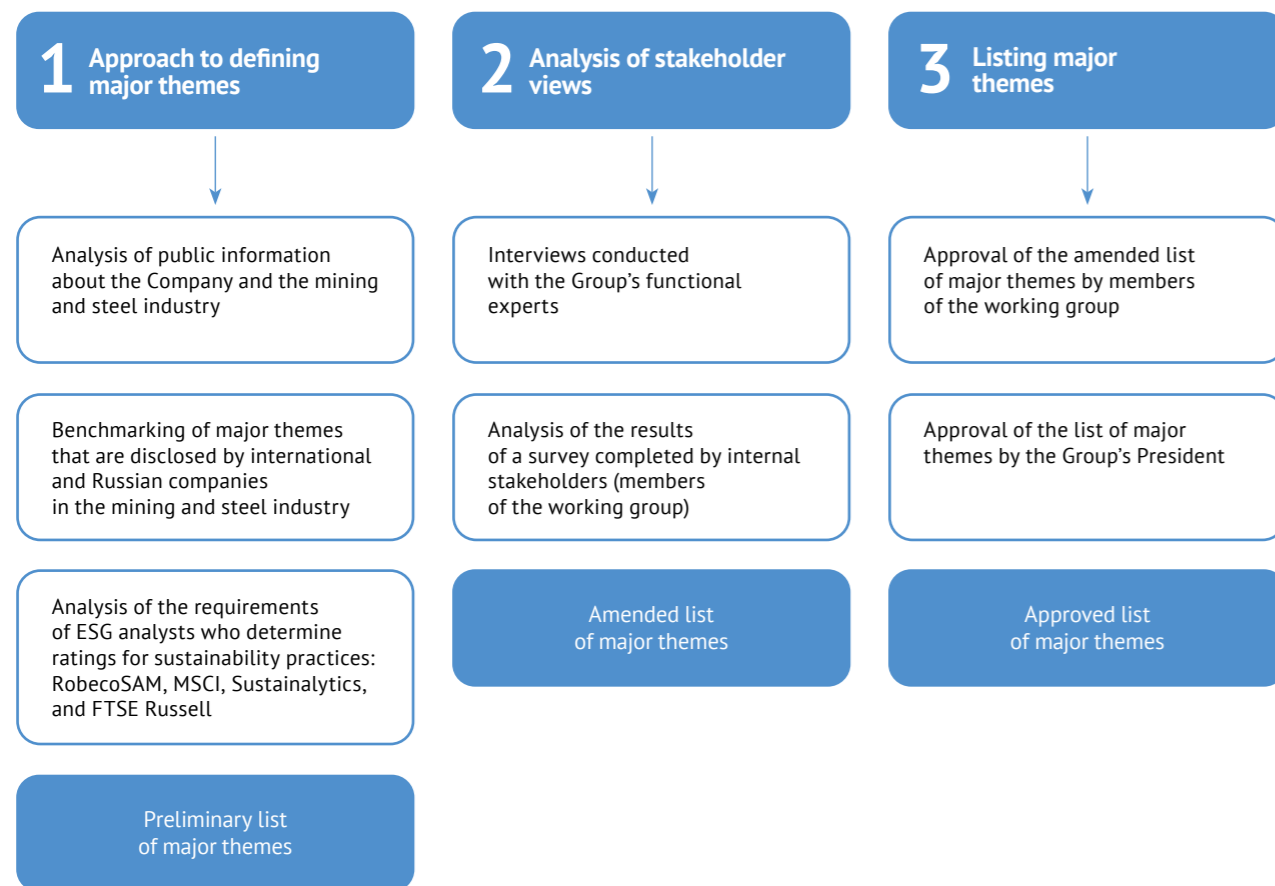 1 Approach to defining
major themes
Analysis of public information
about the Company and the mining
and steel industry
Benchmarking of major themes
that are disclosed by international
and Russian companies
in the mining and steel industry
Analysis of the requirements
of ESG analysts who determine
ratings for sustainability practices:
RobecoSAM, MSCI, Sustainalytics,
and FTSE Russell
Preliminary list
of major themes
2 Analysis of stakeholder
views
Interviews conducted
with the Group’s functional
experts
Analysis of the results
of a survey completed by internal
stakeholders (members
of the working group)
Amended list
of major themes
3 Listing major
themes
Approval of the amended list
of major themes by members
of the working group
Approval of the list of major
themes by the Group’s President
Approved list
of major themes